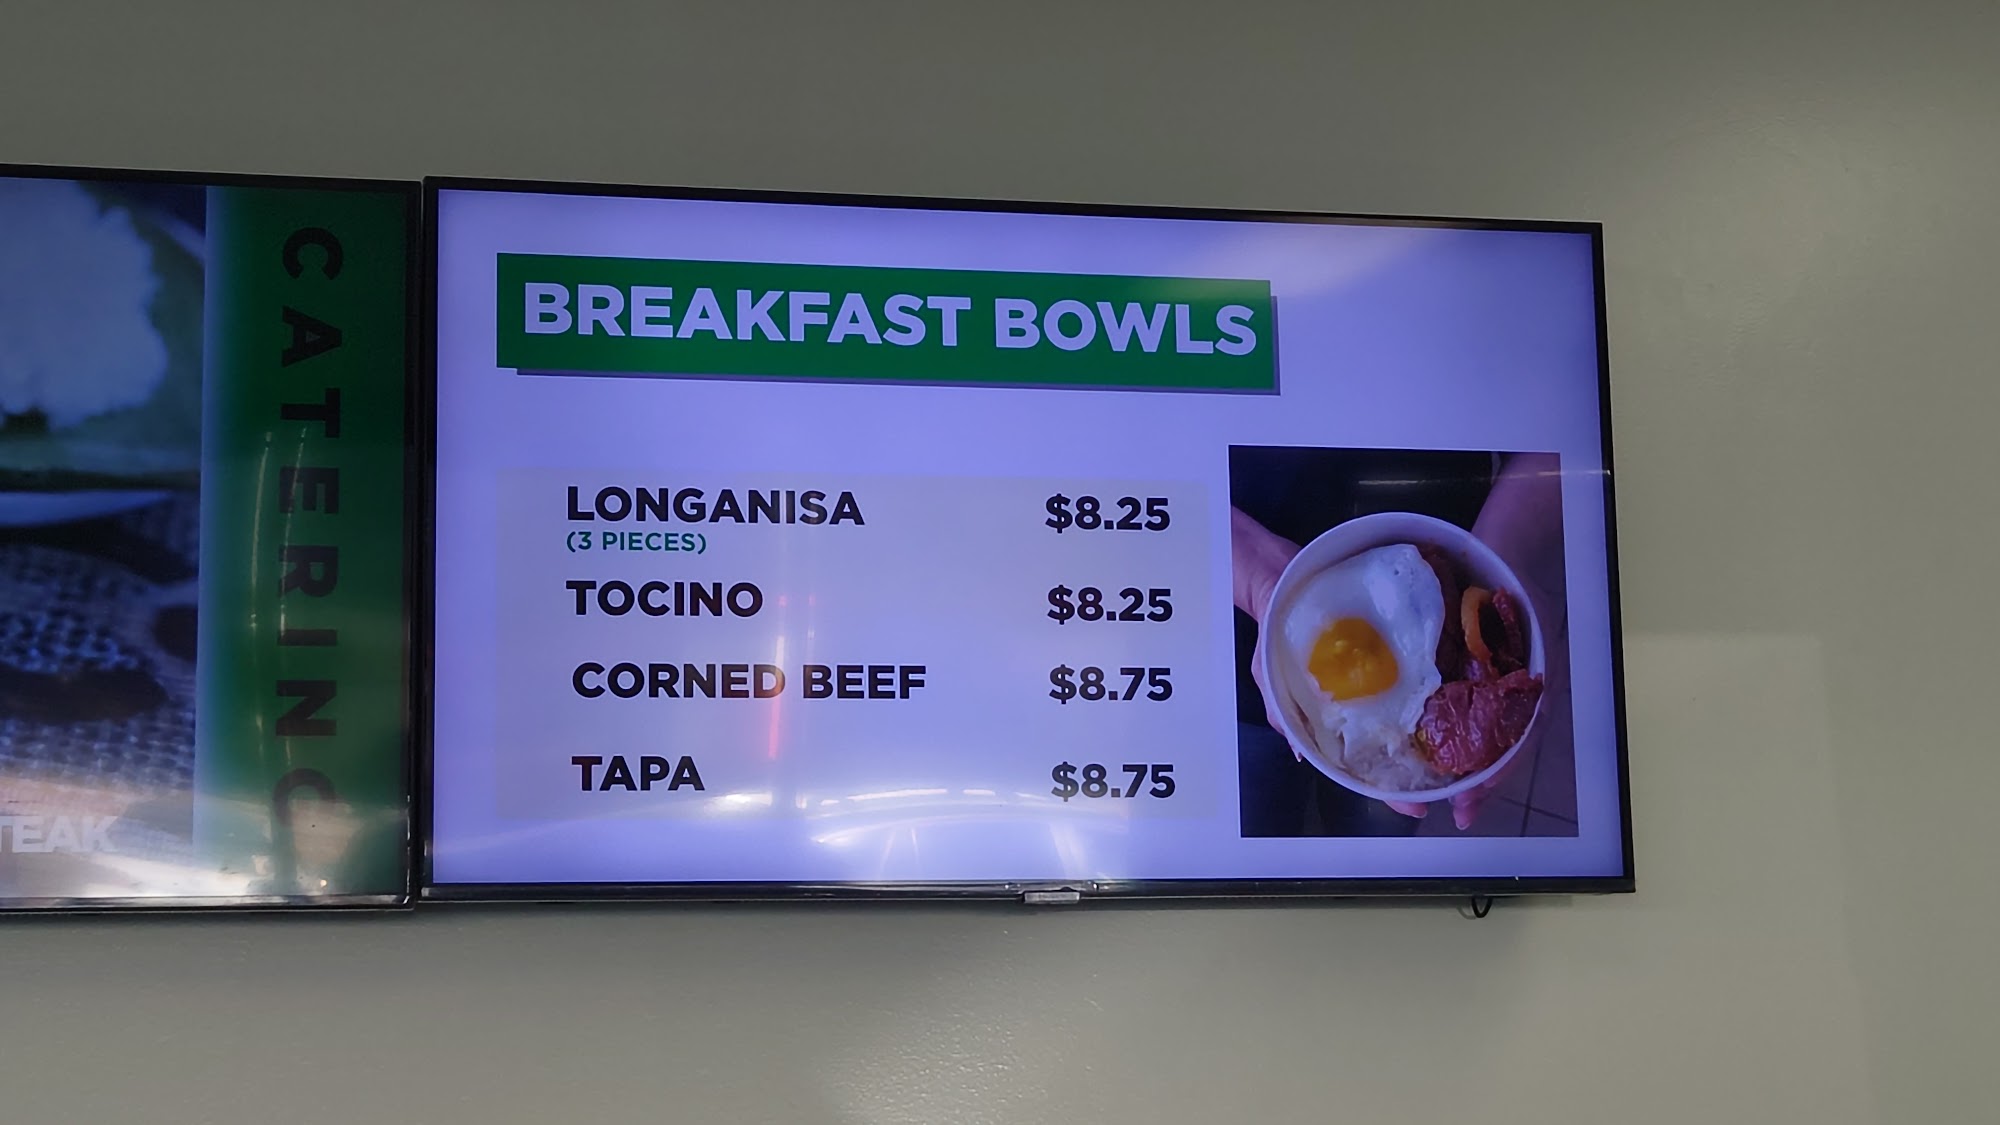 CATERING
TEAK
BREAKFAST BOWLS
LONGANISA $8.25
(3 PIECES)
TOCINO $8.25
CORNED BEEF $8.75
TAPA $8.75